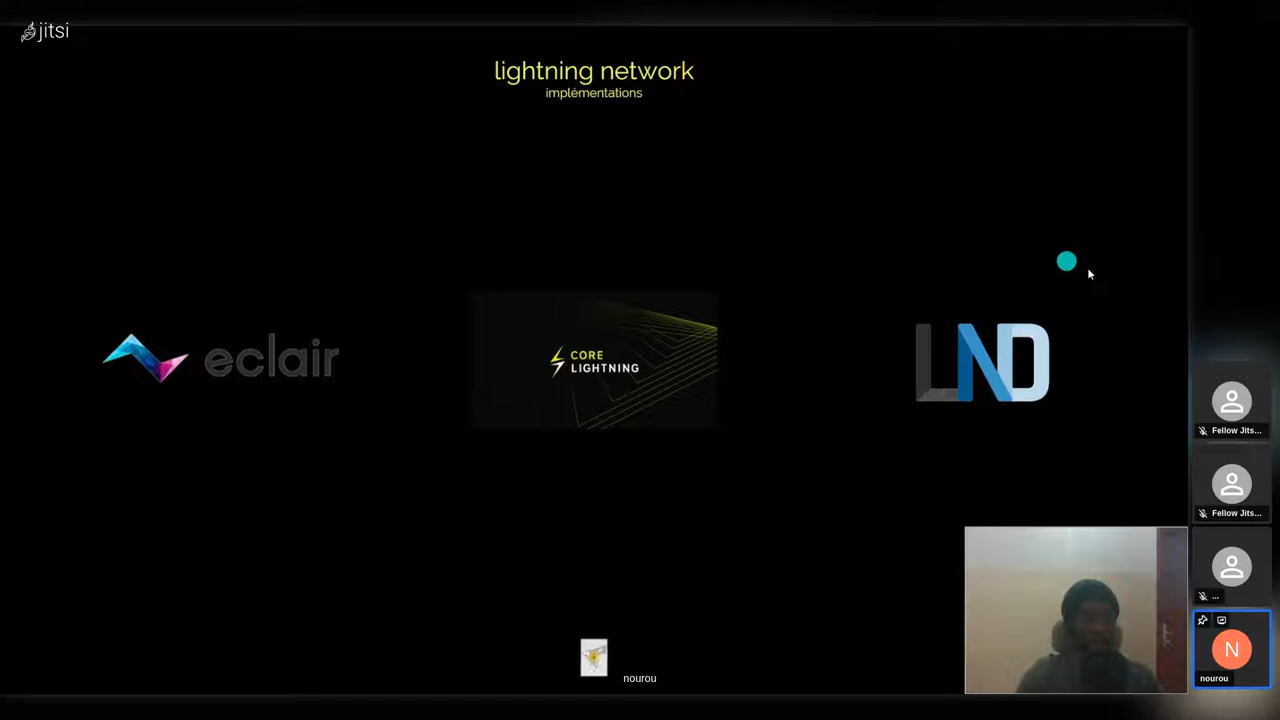 jitsi
lightning network
implémentations
eclair
CORE
LIGHTNING
LND
Fellow Jits...
Fellow Jits...
...
N
nourou
nourou